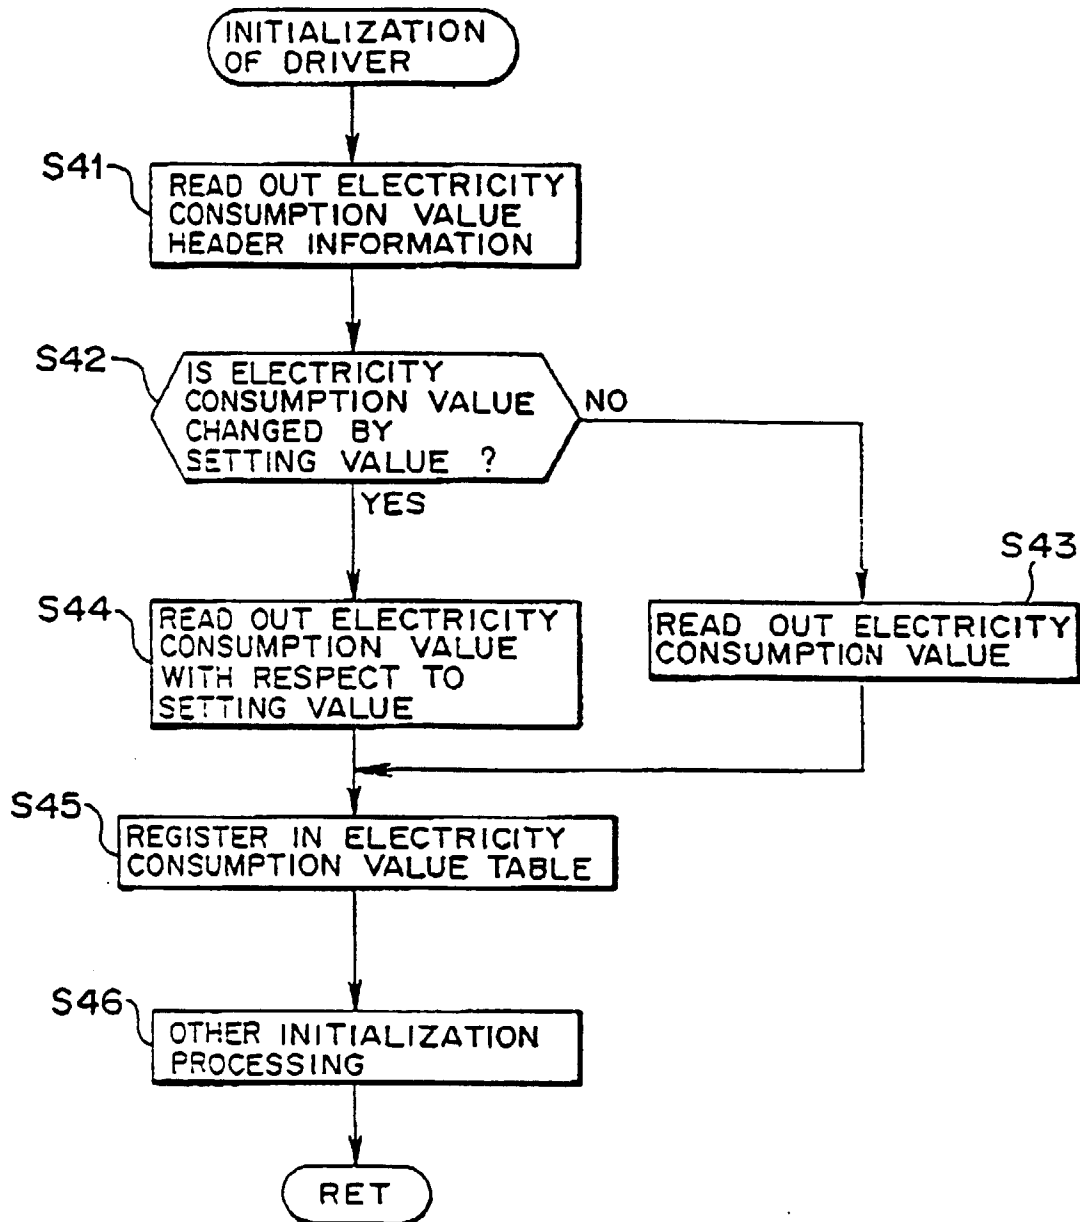 INITIALIZATION
OF DRIVER
S41
READ OUT ELECTRICITY
CONSUMPTION VALUE
HEADER INFORMATION
S42
IS ELECTRICITY
CONSUMPTION VALUE
CHANGED BY
SETTING VALUE ?
NO
YES
S43
READ OUT ELECTRICITY
CONSUMPTION VALUE
S44
READ OUT ELECTRICITY
CONSUMPTION VALUE
WITH RESPECT TO
SETTING VALUE
S45
REGISTER IN ELECTRICITY
CONSUMPTION VALUE TABLE
S46
OTHER INITIALIZATION
PROCESSING
RET